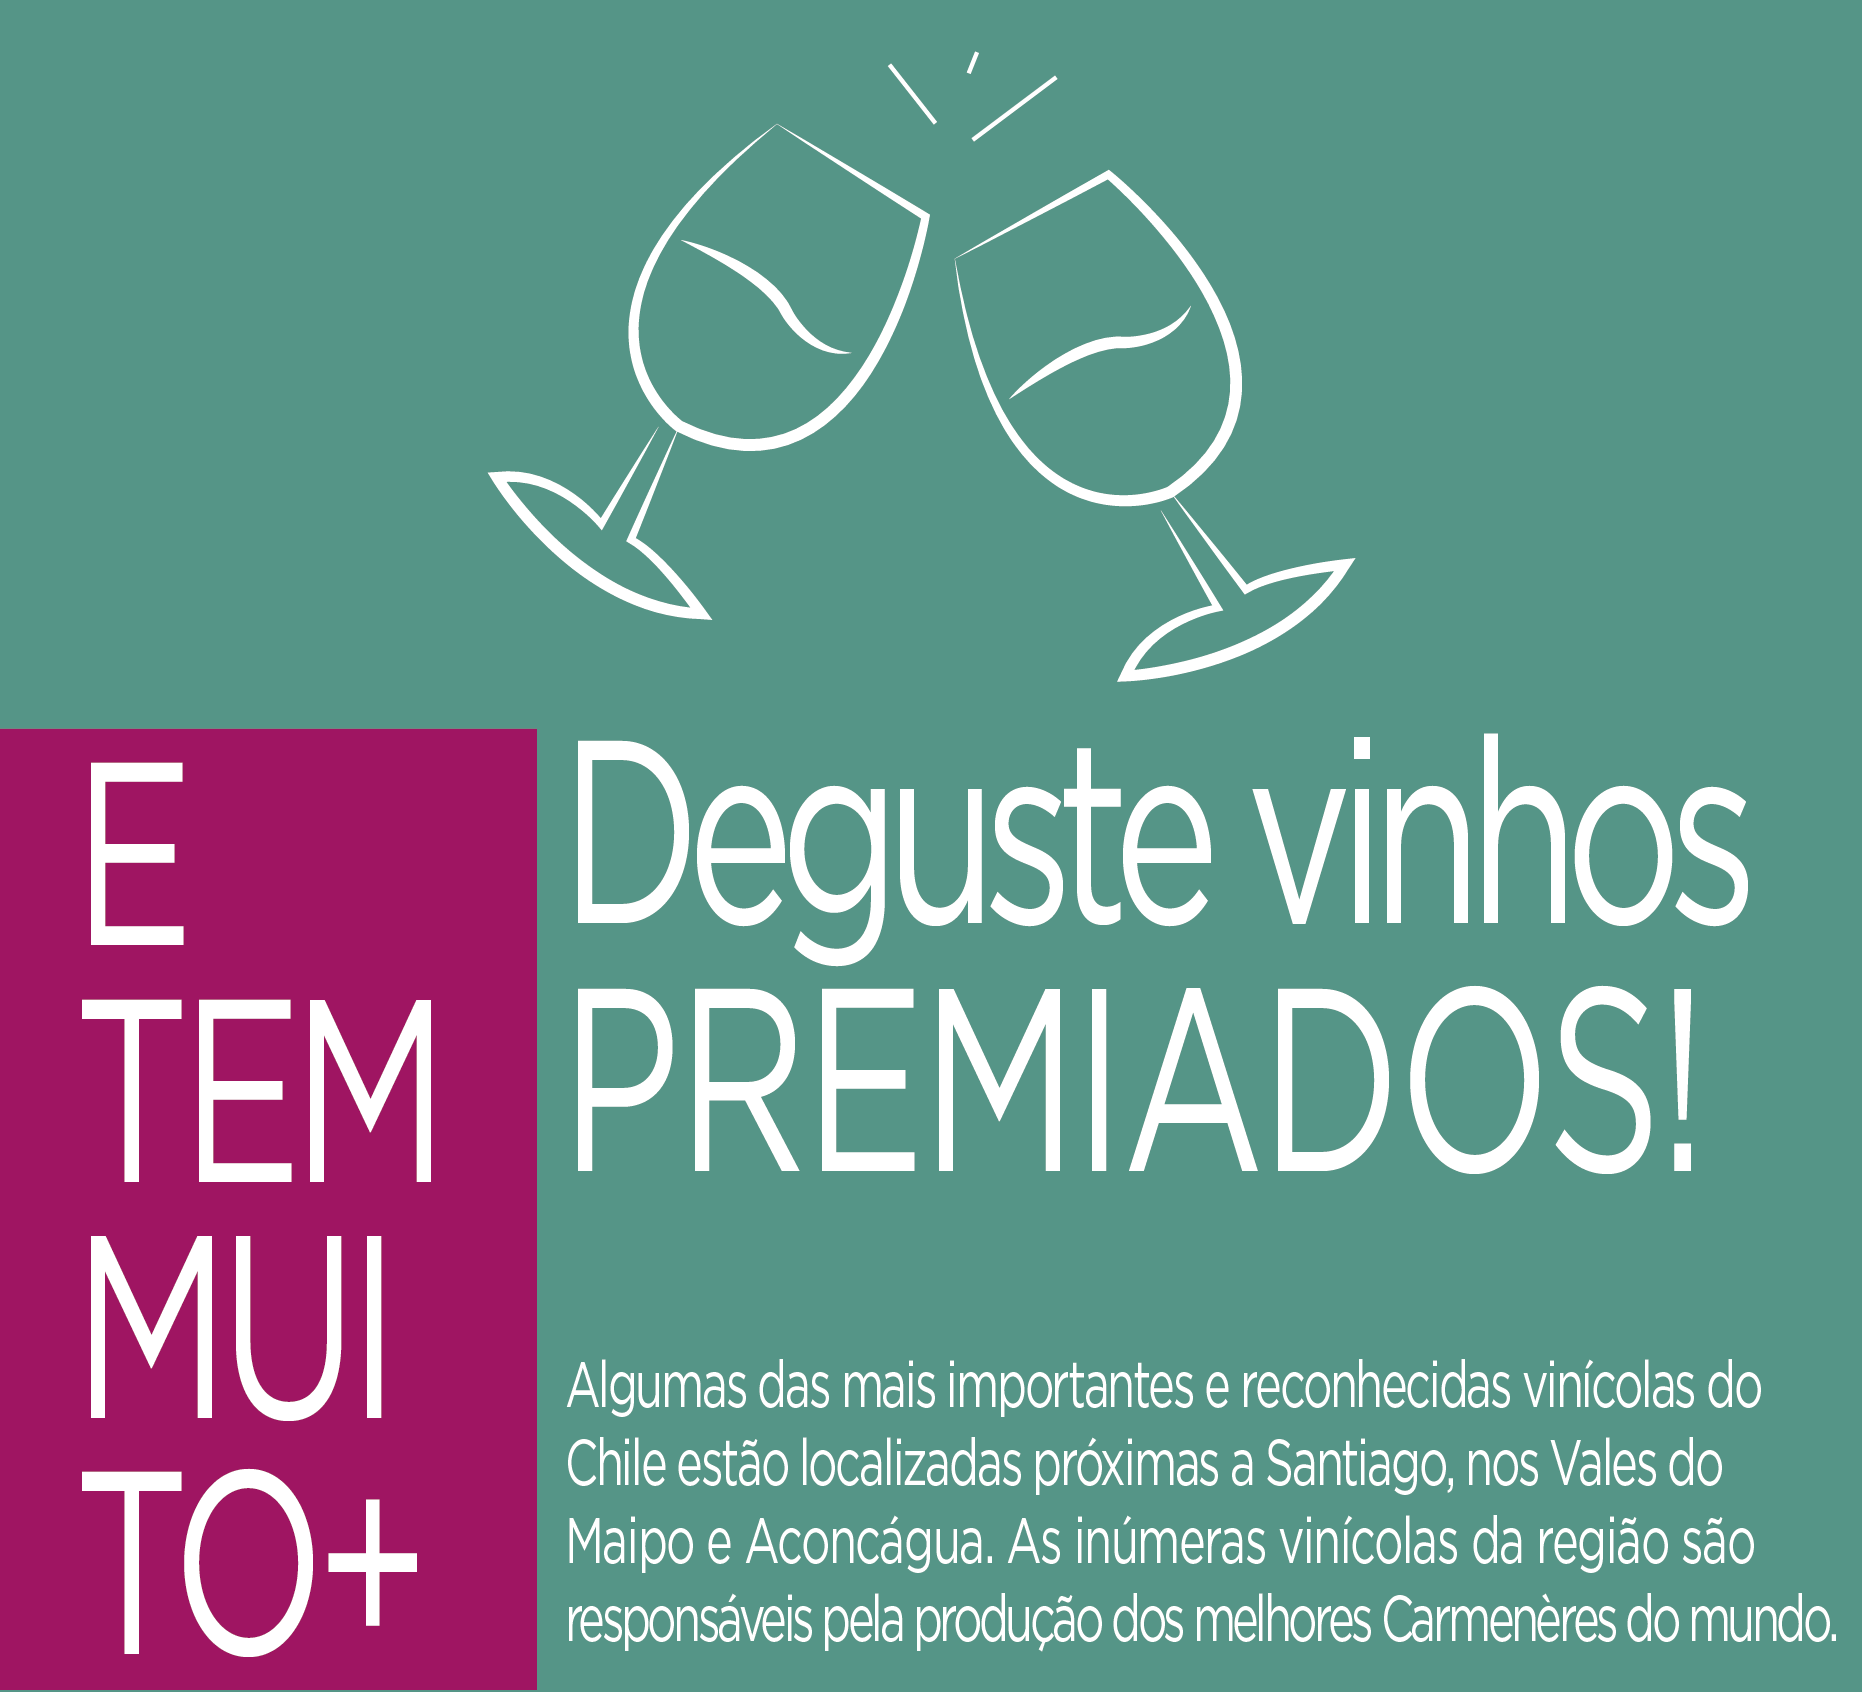 E
TEM
MUI
TO+
Deguste vinhos
PREMIADOS!
Algumas das mais importantes e reconhecidas vinícolas do
Chile estão localizadas próximas a Santiago, nos Vales do
Maipo e Aconcágua. As inúmeras vinícolas da região são
responsáveis pela produção dos melhores Carmenères do mundo.